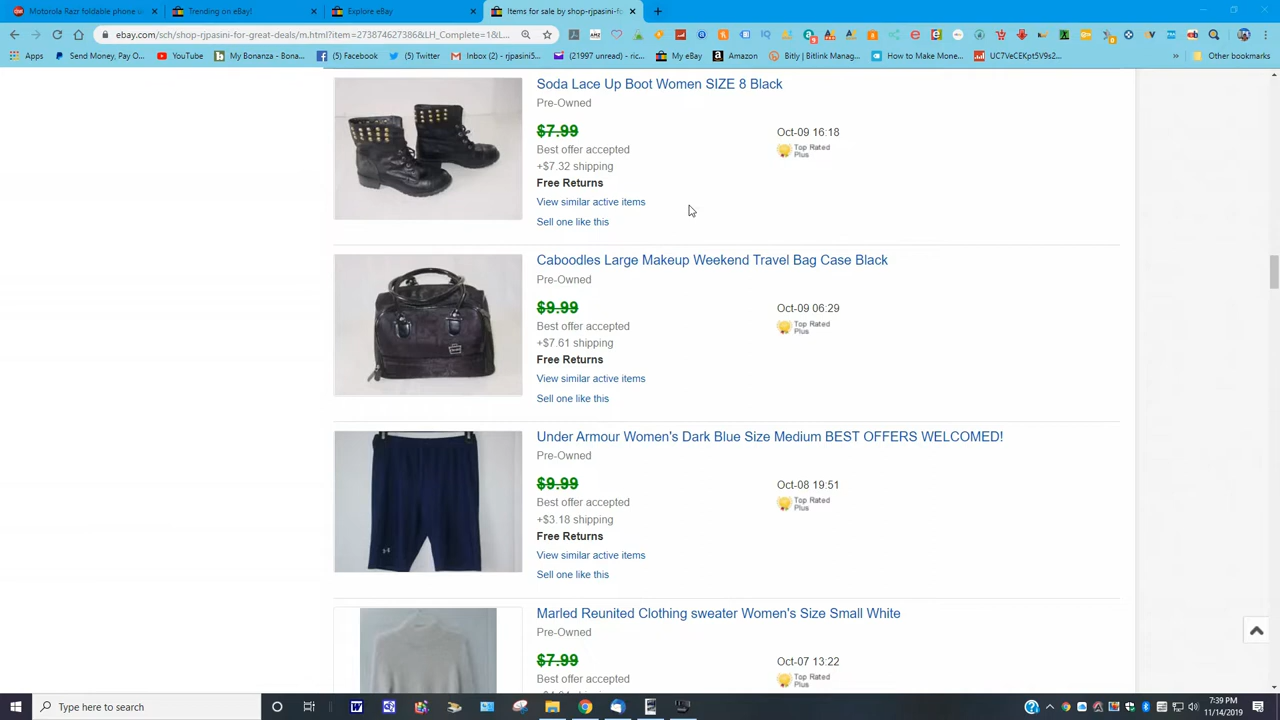 Motorola Razr foldable phone w
Trending on eBay!
Explore eBay
Items for sale by shop-rjpasini-fo
ebay.com/sch/shop-rjpasini-for-great-deals/m.html?item=273874627386&LH_Complete=1&L...
Apps
Send Money, Pay O
YouTube
My Bonanza - Bona...
(5) Facebook
(5) Twitter
Inbox (2) - rjpasini5...
(21997 unread) - rj...
My eBay
Amazon
Bitly | Bitlink Mana...
How to Make Mone...
UC7VeCEKpt5V9s2...
»
Other bookmarks
Soda Lace Up Boot Women SIZE 8 Black
Pre-Owned
$7.99
Oct-09 16:18
Best offer accepted
Top Rated
Plus
+$7.32 shipping
Free Returns
View similar active items
Sell one like this
Caboodles Large Makeup Weekend Travel Bag Case Black
Pre-Owned
$9.99
Oct-09 06:29
Best offer accepted
Top Rated
Plus
+$7.61 shipping
Free Returns
View similar active items
Sell one like this
Under Armour Women's Dark Blue Size Medium BEST OFFERS WELCOMED!
Pre-Owned
$9.99
Oct-08 19:51
Best offer accepted
Top Rated
Plus
+$3.18 shipping
Free Returns
View similar active items
Sell one like this
Marled Reunited Clothing sweater Women's Size Small White
Pre-Owned
$7.99
Oct-07 13:22
Best offer accepted
Top Rated
Plus
Type here to search
7:39 PM
11/14/2019